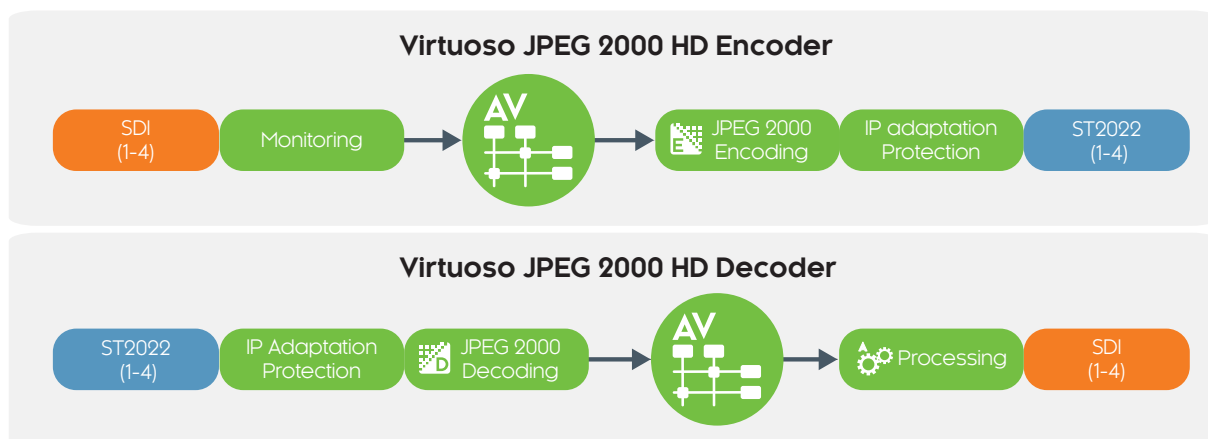 Virtuoso JPEG 2000 HD Encoder
SDI
(1-4)
Monitoring
AV
E
JPEG 2000
Encoding
IP adaptation
Protection
ST2022
(1-4)
Virtuoso JPEG 2000 HD Decoder
ST2022
(1-4)
IP Adaptation
Protection
D
JPEG 2000
Decoding
AV
A
Processing
SDI
(1-4)